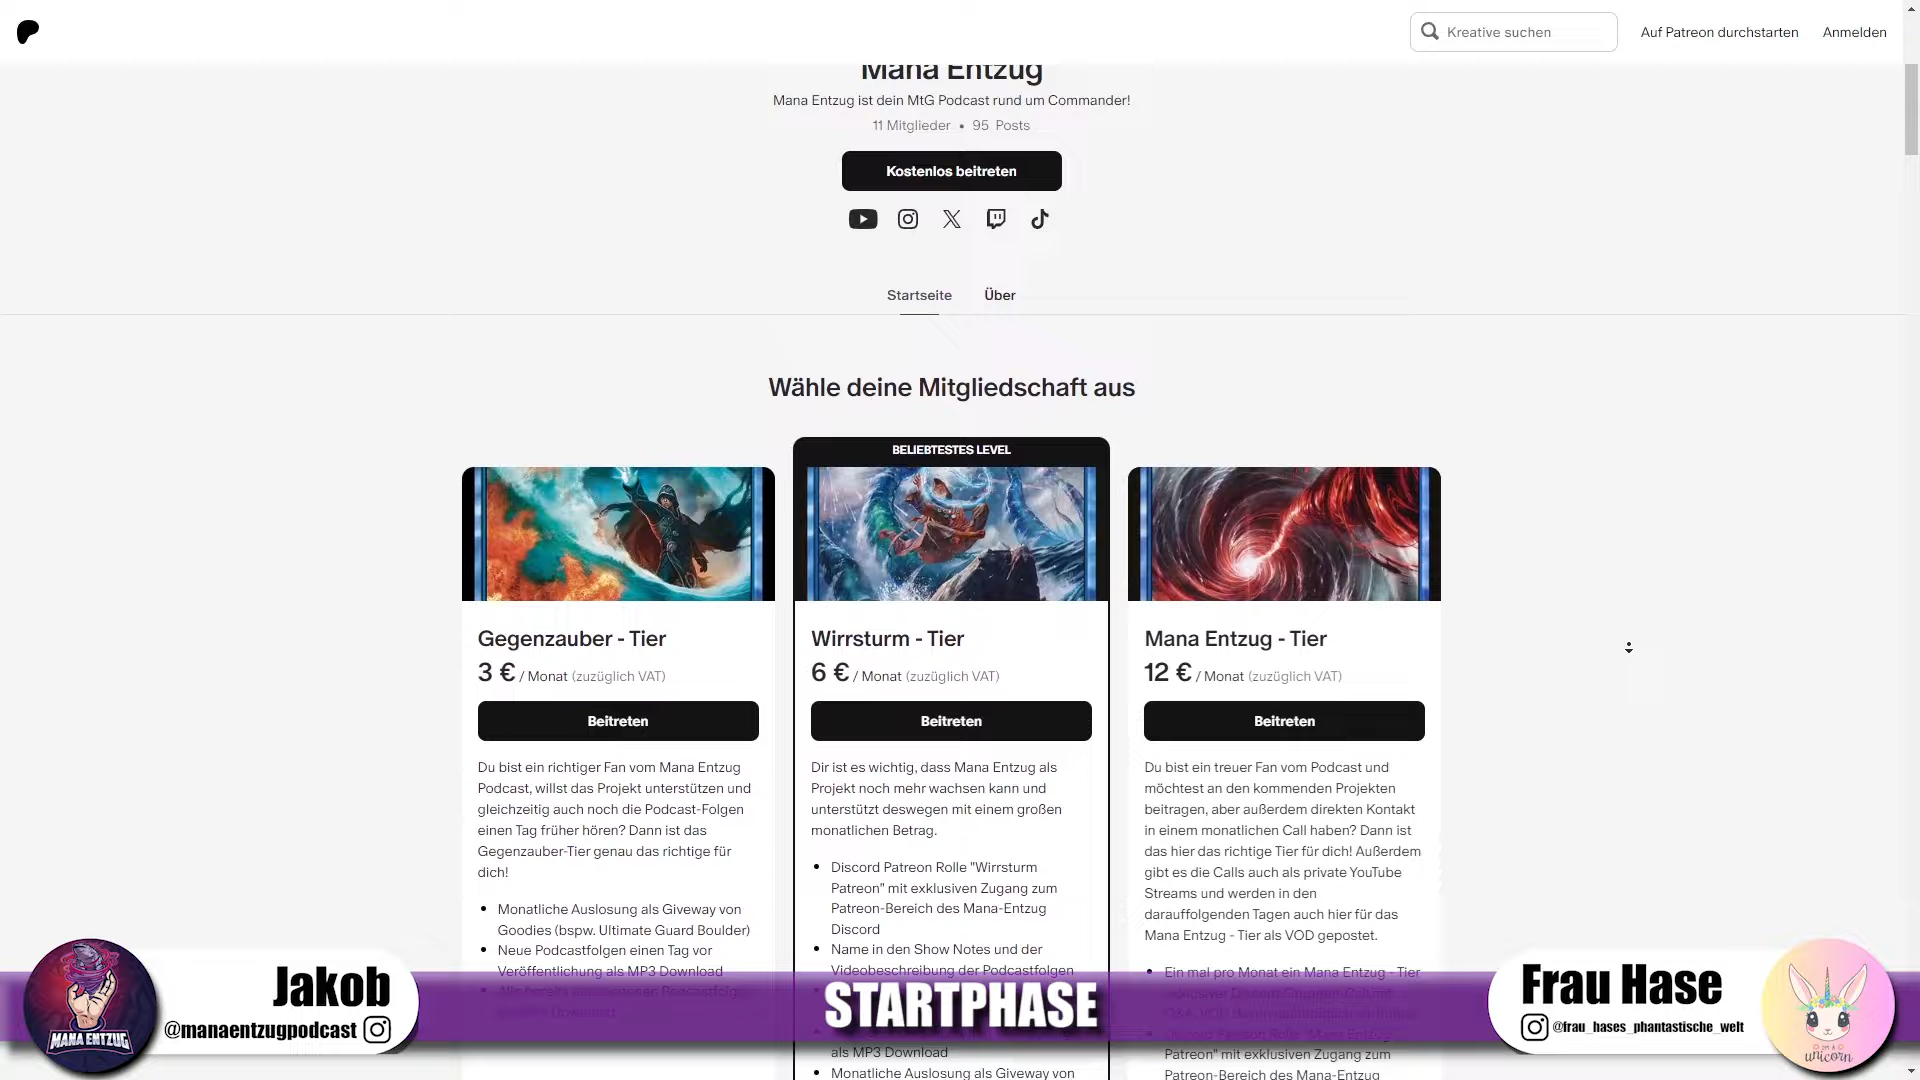 Kreative suchen
Auf Patreon durchstarten
Anmelden
Mana Entzug
Mana Entzug ist dein MtG Podcast rund um Commander!
11 Mitglieder • 95 Posts
Kostenlos beitreten
Startseite
Über
Wähle deine Mitgliedschaft aus
Gegenzauber - Tier
3 € / Monat (zuzüglich VAT)
Beitreten
Du bist ein richtiger Fan vom Mana Entzug
Podcast, willst das Projekt unterstützen und
gleichzeitig auch noch die Podcast-Folgen
einen Tag früher hören? Dann ist das
Gegenzauber-Tier genau das richtige für
dich!
• Monatliche Auslosung als Giveway von
Goodies (bspw. Ultimate Guard Boulder)
• Neue Podcastfolgen einen Tag vor
Veröffentlichung als MP3 Download
BELIEBTESTES LEVEL
Wirrsturm - Tier
6 € / Monat (zuzüglich VAT)
Beitreten
Dir ist es wichtig, dass Mana Entzug als
Projekt noch mehr wachsen kann und
unterstützt deswegen mit einem großen
monatlichen Betrag.
• Discord Patreon Rolle "Wirrsturm
Patreon" mit exklusiven Zugang zum
Patreon-Bereich des Mana-Entzug
Discord
• Name in den Show Notes und der
Videobeschreibung der Podcastfolgen
als MP3 Download
• Monatliche Auslosung als Giveway von
Mana Entzug - Tier
12 € / Monat (zuzüglich VAT)
Beitreten
Du bist ein treuer Fan vom Podcast und
möchtest an den kommenden Projekten
beitragen, aber außerdem direkten Kontakt
in einem monatlichen Call haben? Dann ist
das hier das richtige Tier für dich! Außerdem
gibt es die Calls auch als private YouTube
Streams und werden in den
darauffolgenden Tagen auch hier für das
Mana Entzug - Tier als VOD gepostet.
• Ein mal pro Monat ein Mana Entzug - Tier
Patreon" mit exklusiven Zugang zum
Patreon-Bereich des Mana-Entzug
MANA ENTZUG
Jakob
@manaentzugpodcast
STARTPHASE
Frau Hase
@frau_hases_phantastische_welt
I'M A
unicorn